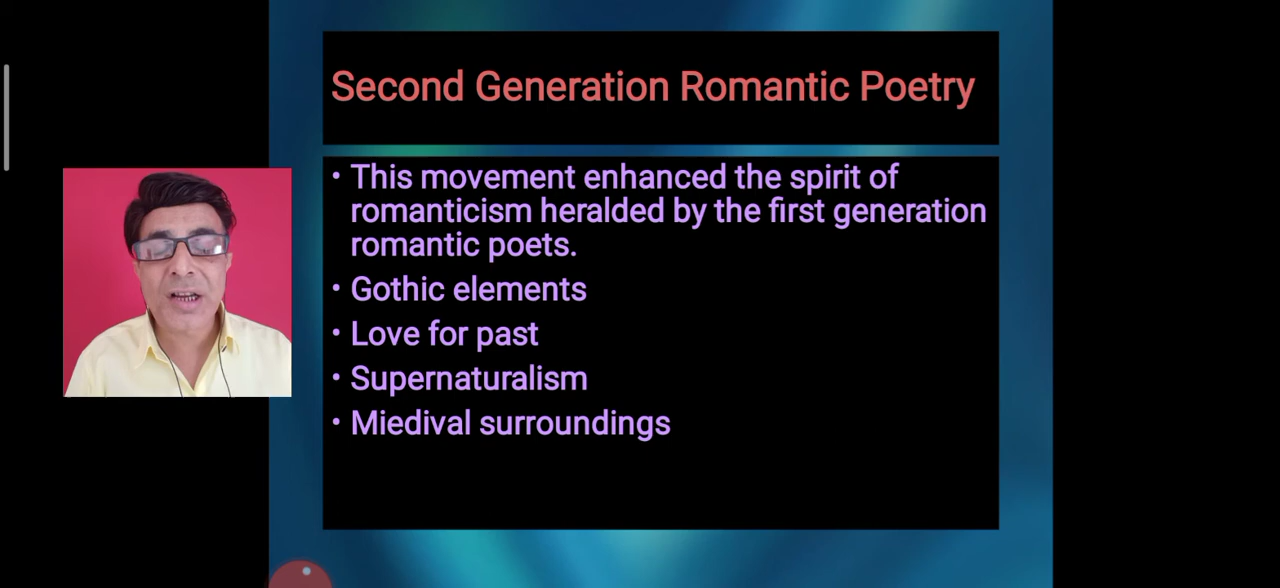 Second Generation Romantic Poetry
• This movement enhanced the spirit of
romanticism heralded by the first generation
romantic poets.
• Gothic elements
• Love for past
• Supernaturalism
• Miedival surroundings